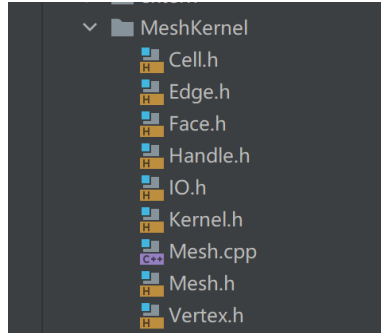 MeshKernel
H Cell.h
H Edge.h
H Face.h
H Handle.h
H IO.h
H Kernel.h
C++ Mesh.cpp
H Mesh.h
H Vertex.h